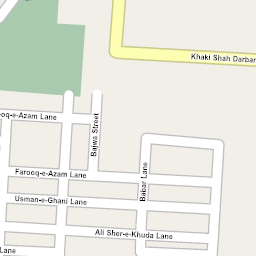 Khaki Shah Darbar
oq-e-Azam Lane
Bajwa Street
Farooq-e-Azam Lane
Babar Lane
Usman-e-Ghani Lane
Ali Sher-e-Khuda Lane
Lane